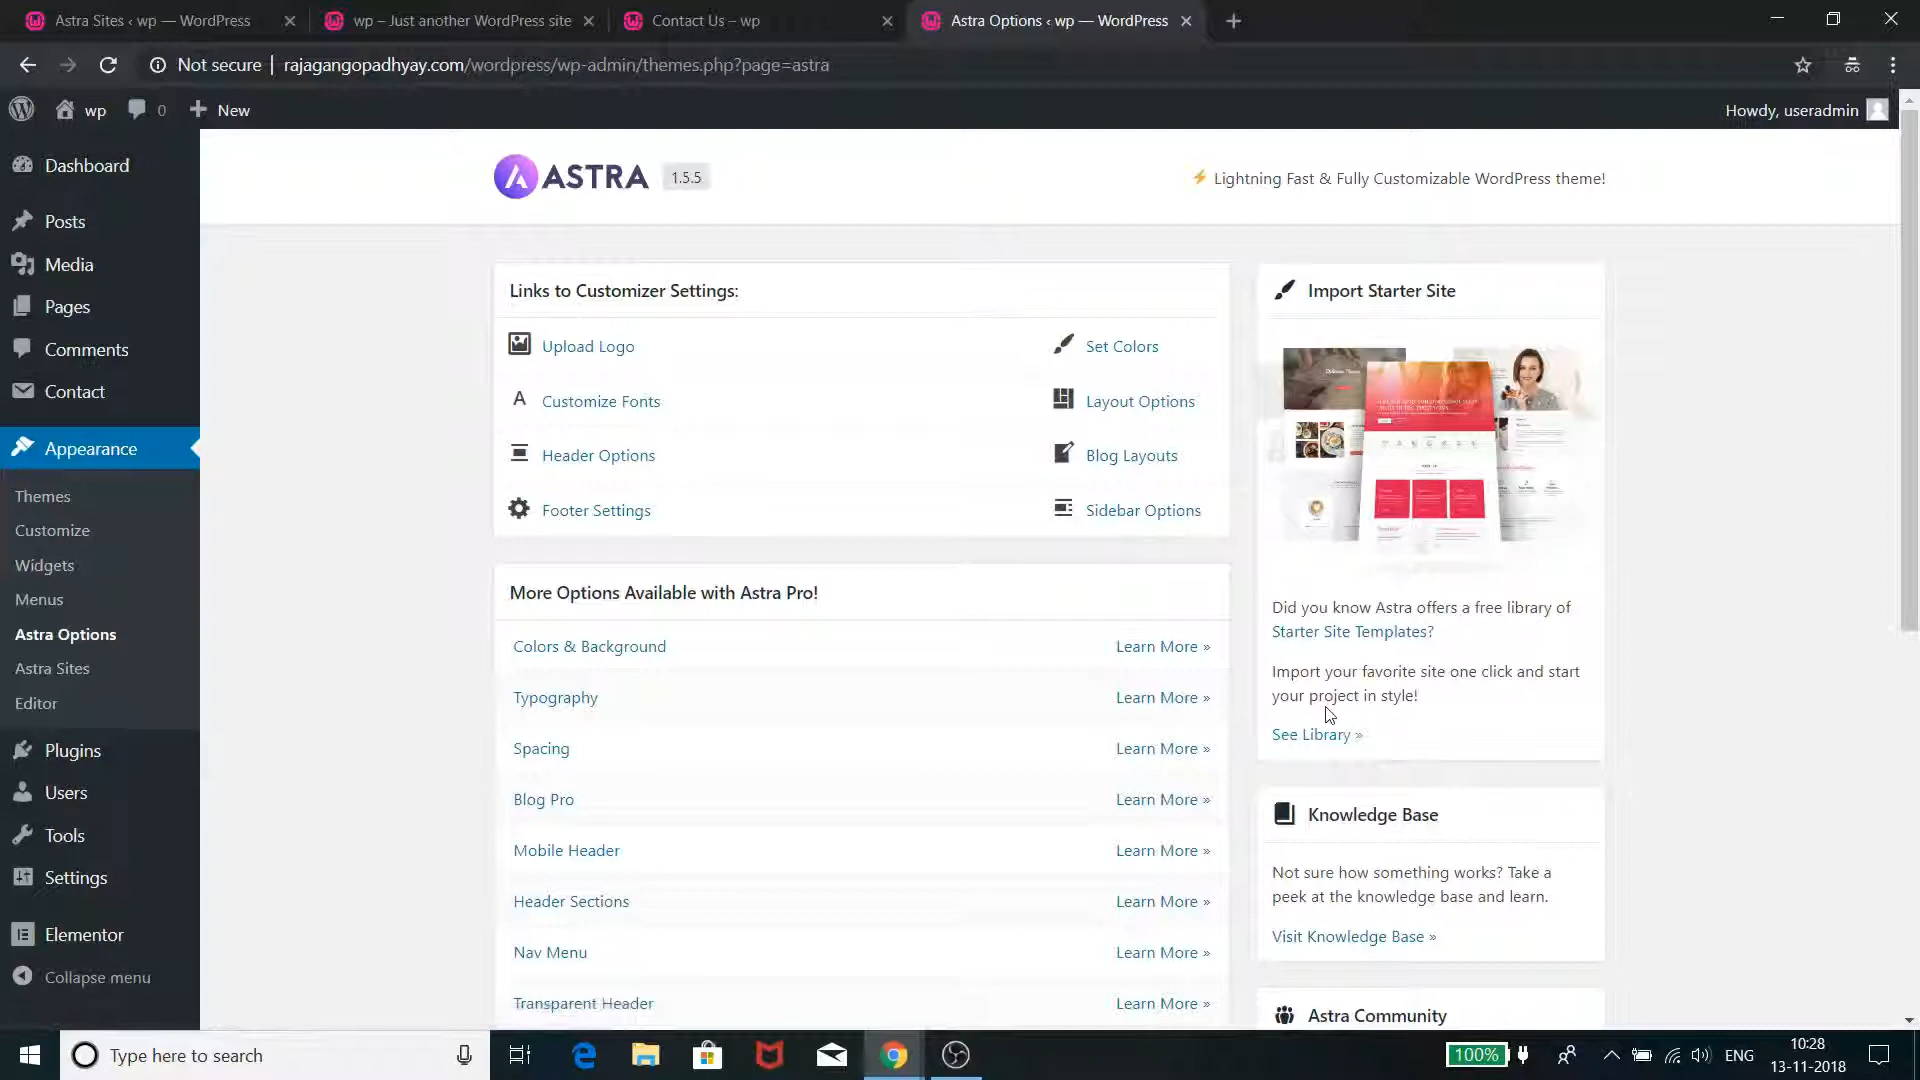 Astra Sites ‹ wp — WordPress
wp – Just another WordPress site
Contact Us – wp
Astra Options ‹ wp — WordPress
Not secure | rajagangopadhyay.com/wordpress/wp-admin/themes.php?page=astra
wp
0
New
Howdy, useradmin
Dashboard
Posts
Media
Pages
Comments
Contact
Appearance
Themes
Customize
Widgets
Menus
Astra Options
Astra Sites
Editor
Plugins
Users
Tools
Settings
Elementor
Collapse menu
ASTRA 1.5.5
Lightning Fast & Fully Customizable WordPress theme!
Links to Customizer Settings:
Upload Logo
Set Colors
Customize Fonts
Layout Options
Header Options
Blog Layouts
Footer Settings
Sidebar Options
More Options Available with Astra Pro!
Colors & Background Learn More »
Typography Learn More »
Spacing Learn More »
Blog Pro Learn More »
Mobile Header Learn More »
Header Sections Learn More »
Nav Menu Learn More »
Transparent Header Learn More »
Import Starter Site
Did you know Astra offers a free library of
Starter Site Templates?
Import your favorite site one click and start
your project in style!
See Library »
Knowledge Base
Not sure how something works? Take a
peek at the knowledge base and learn.
Visit Knowledge Base »
Astra Community
Type here to search
100%
ENG
10:28
13-11-2018